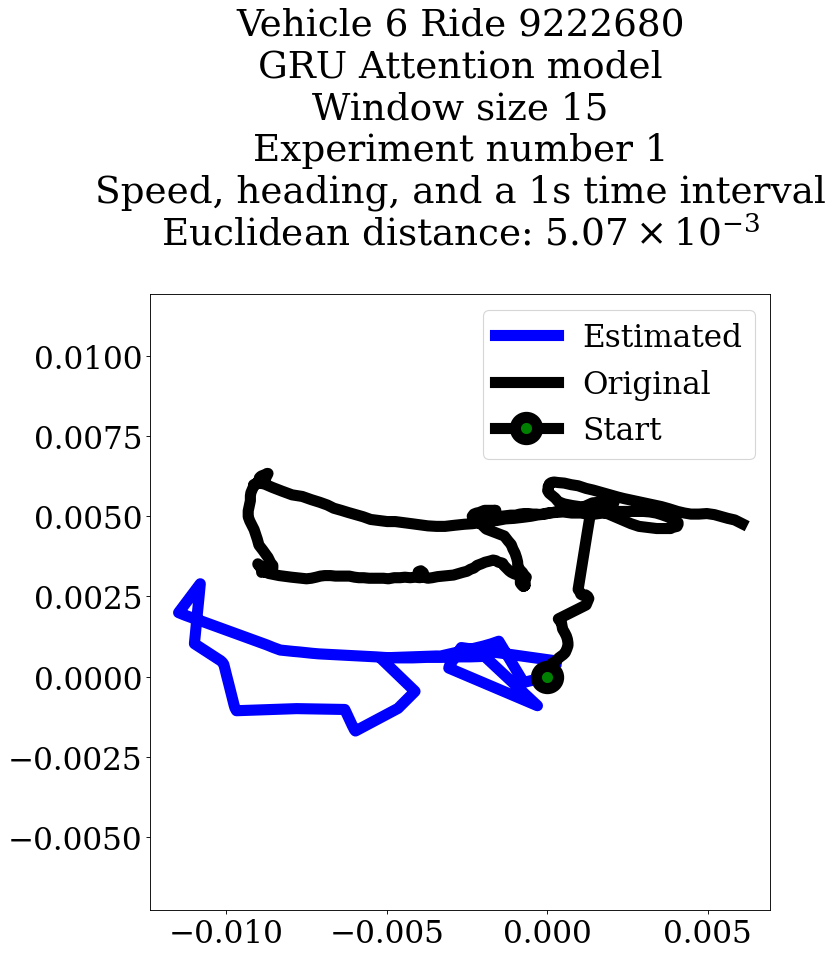 Vehicle 6 Ride 9222680
GRU Attention model
Window size 15
Experiment number 1
Speed, heading, and a 1s time interval
Euclidean distance: 5.07 × 10⁻³
Estimated
Original
Start
0.0100
0.0075
0.0050
0.0025
0.0000
−0.0025
−0.0050
−0.010 −0.005 0.000 0.005